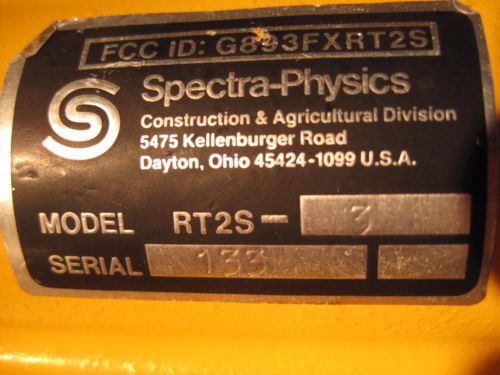 FCC ID: G893FXRT2S
Spectra-Physics
Construction & Agricultural Division
5475 Kellenburger Road
Dayton, Ohio 45424-1099 U.S.A.
MODEL RT2S- 3
SERIAL 133